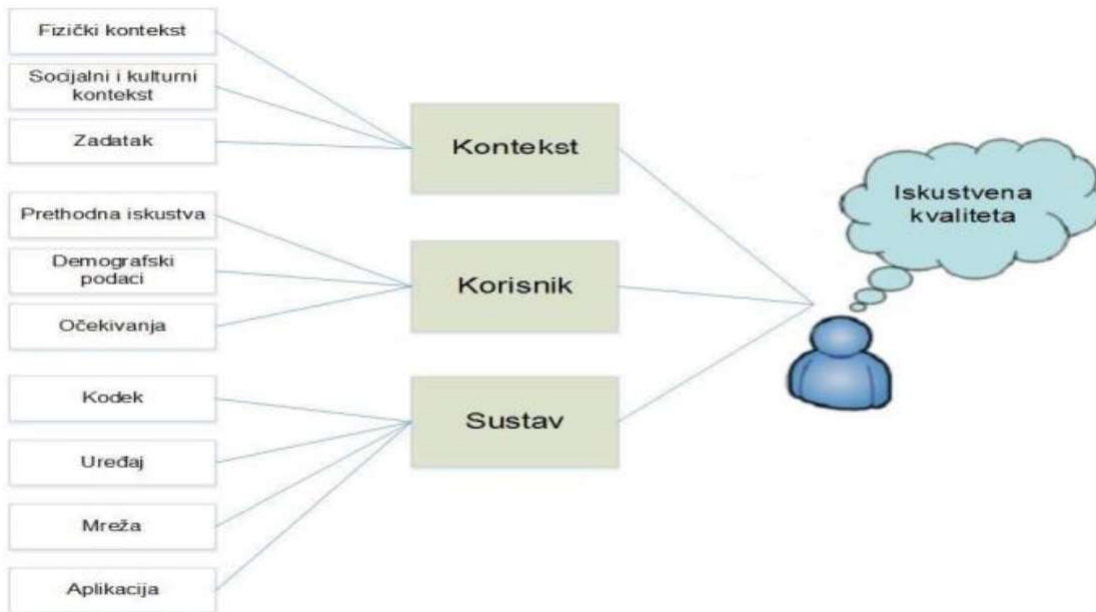 Fizički kontekst
Socijalni i kulturni
kontekst
Zadatak
Prethodna iskustva
Demografski
podaci
Očekivanja
Kodek
Uređaj
Mreža
Aplikacija
Kontekst
Korisnik
Sustav
Iskustvena
kvaliteta